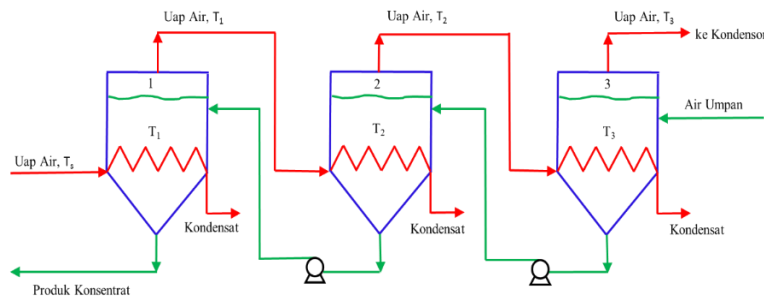 Uap Air, T₁
Uap Air, T₂
Uap Air, T₃
ke Kondensor
1
2
3
Air Umpan
T₁
T₂
T₃
Uap Air, Tₛ
Kondensat
Kondensat
Kondensat
Produk Konsentrat